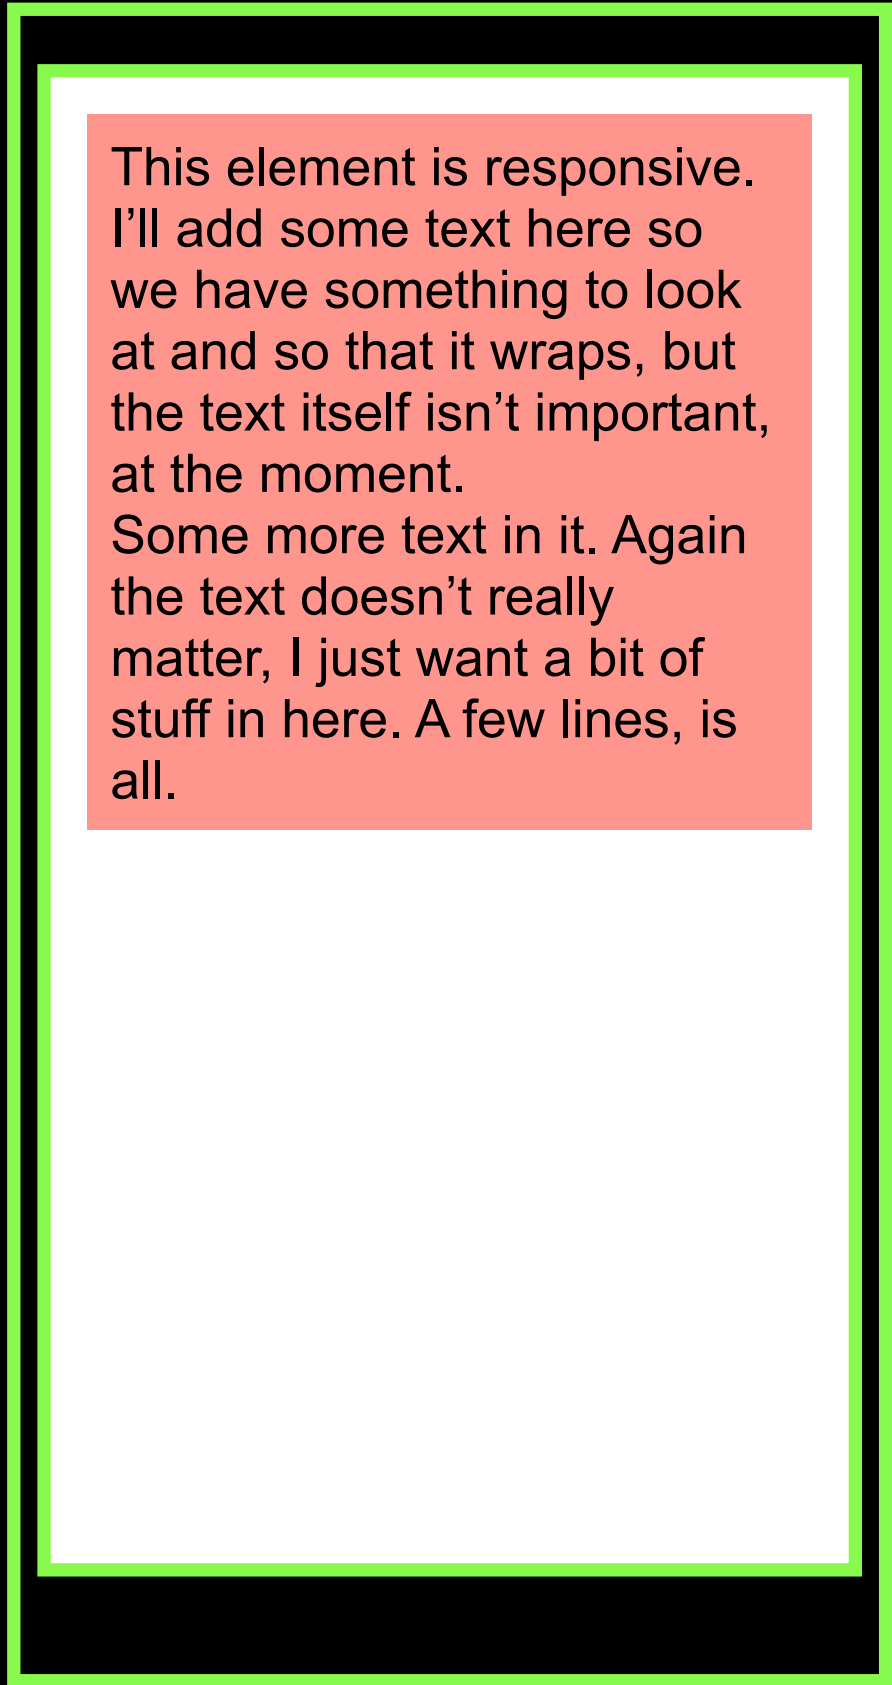 This element is responsive.
I’ll add some text here so
we have something to look
at and so that it wraps, but
the text itself isn’t important,
at the moment.
Some more text in it. Again
the text doesn’t really
matter, I just want a bit of
stuff in here. A few lines, is
all.